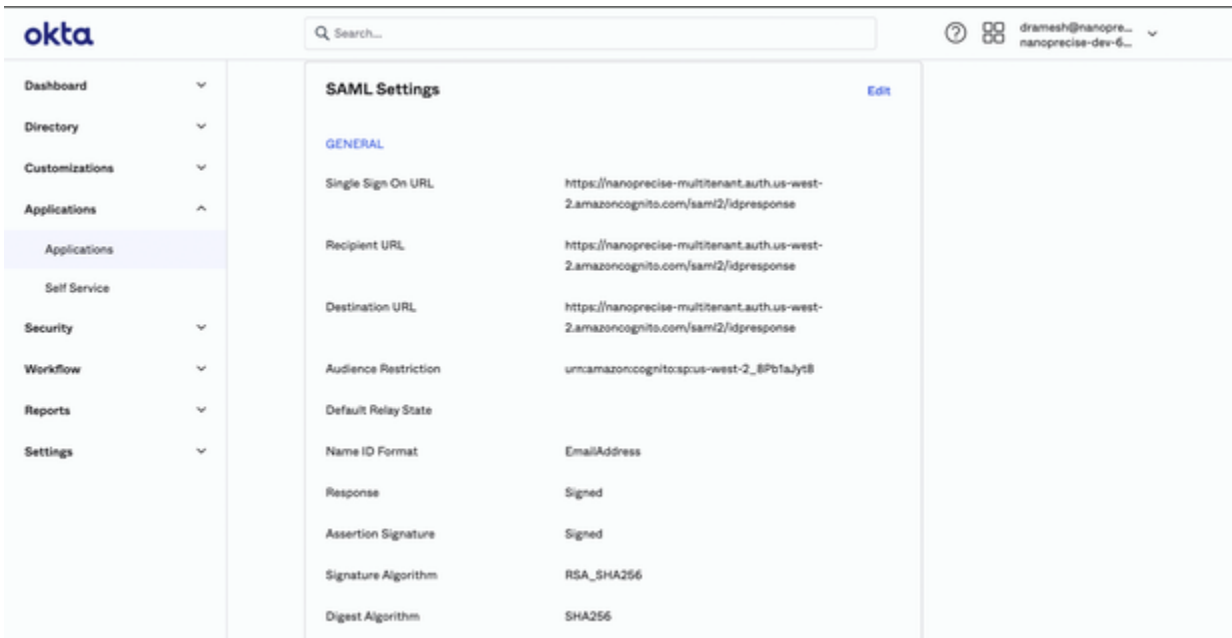 okta
Search...
dramesh@nanopre...
nanoprecise-dev-6...
Dashboard
Directory
Customizations
Applications
Applications
Self Service
Security
Workflow
Reports
Settings
SAML Settings
Edit
GENERAL
Single Sign On URL
https://nanoprecise-multitenant.auth.us-west-
2.amazoncognito.com/saml2/idpresponse
Recipient URL
https://nanoprecise-multitenant.auth.us-west-
2.amazoncognito.com/saml2/idpresponse
Destination URL
https://nanoprecise-multitenant.auth.us-west-
2.amazoncognito.com/saml2/idpresponse
Audience Restriction
urn:amazon:cognito:sp:us-west-2_8Pb1aJyt8
Default Relay State
Name ID Format
EmailAddress
Response
Signed
Assertion Signature
Signed
Signature Algorithm
RSA_SHA256
Digest Algorithm
SHA256